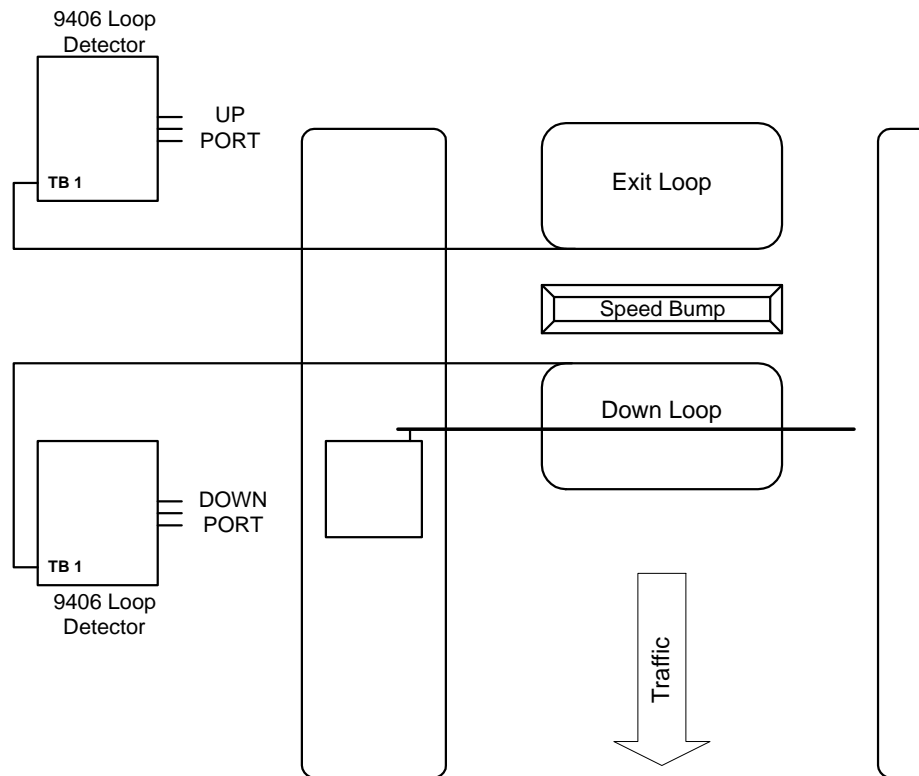 9406 Loop
Detector
UP
PORT
TB 1
Exit Loop
Speed Bump
Down Loop
DOWN
PORT
TB 1
9406 Loop
Detector
Traffic